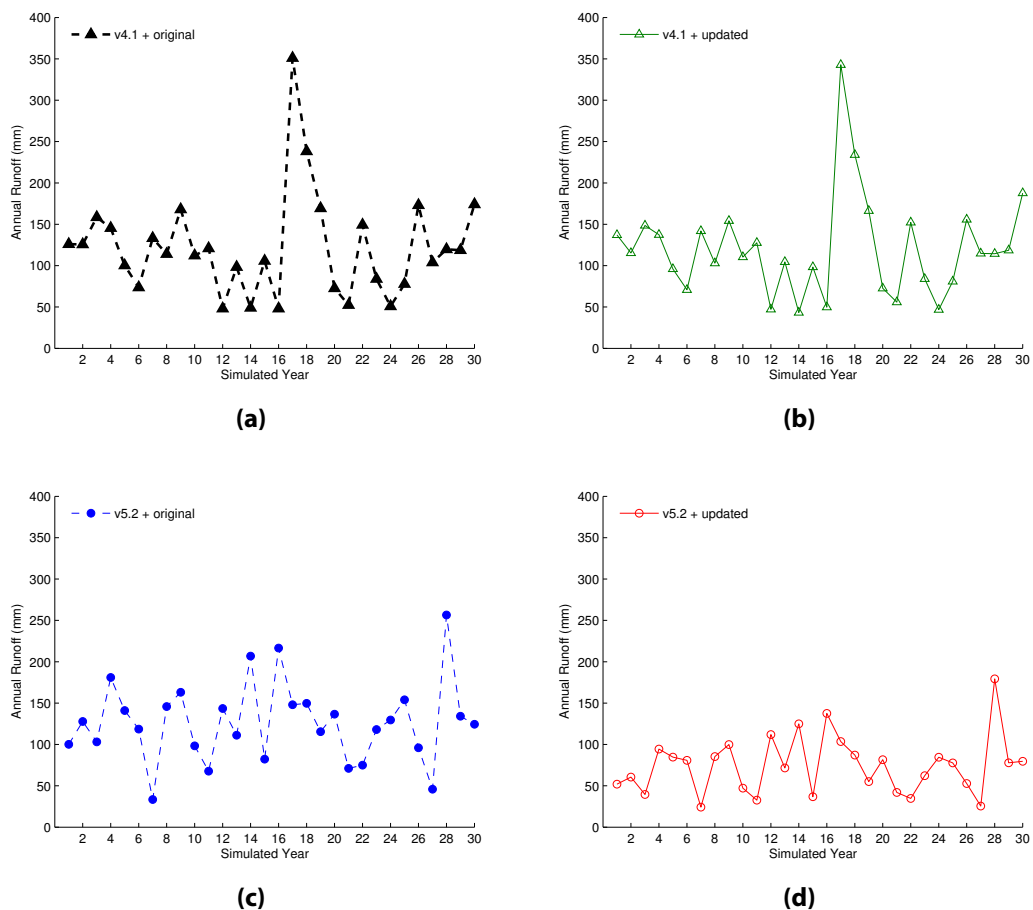 400
350
300
250
200
150
100
50
0
Annual Runoff (mm)
v4.1 + original
2 4 6 8 10 12 14 16 18 20 22 24 26 28 30
Simulated Year
(a)
400
350
300
250
200
150
100
50
0
Annual Runoff (mm)
v4.1 + updated
2 4 6 8 10 12 14 16 18 20 22 24 26 28 30
Simulated Year
(b)
400
350
300
250
200
150
100
50
0
Annual Runoff (mm)
v5.2 + original
2 4 6 8 10 12 14 16 18 20 22 24 26 28 30
Simulated Year
(c)
400
350
300
250
200
150
100
50
0
Annual Runoff (mm)
v5.2 + updated
2 4 6 8 10 12 14 16 18 20 22 24 26 28 30
Simulated Year
(d)